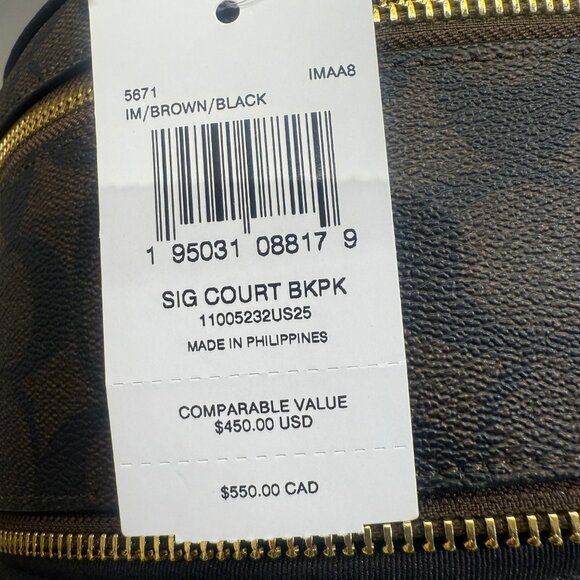 5671 IMAA8
IM/BROWN/BLACK
1 95031 08817 9
SIG COURT BKPK
11005232US25
MADE IN PHILIPPINES
COMPARABLE VALUE
$450.00 USD
$550.00 CAD